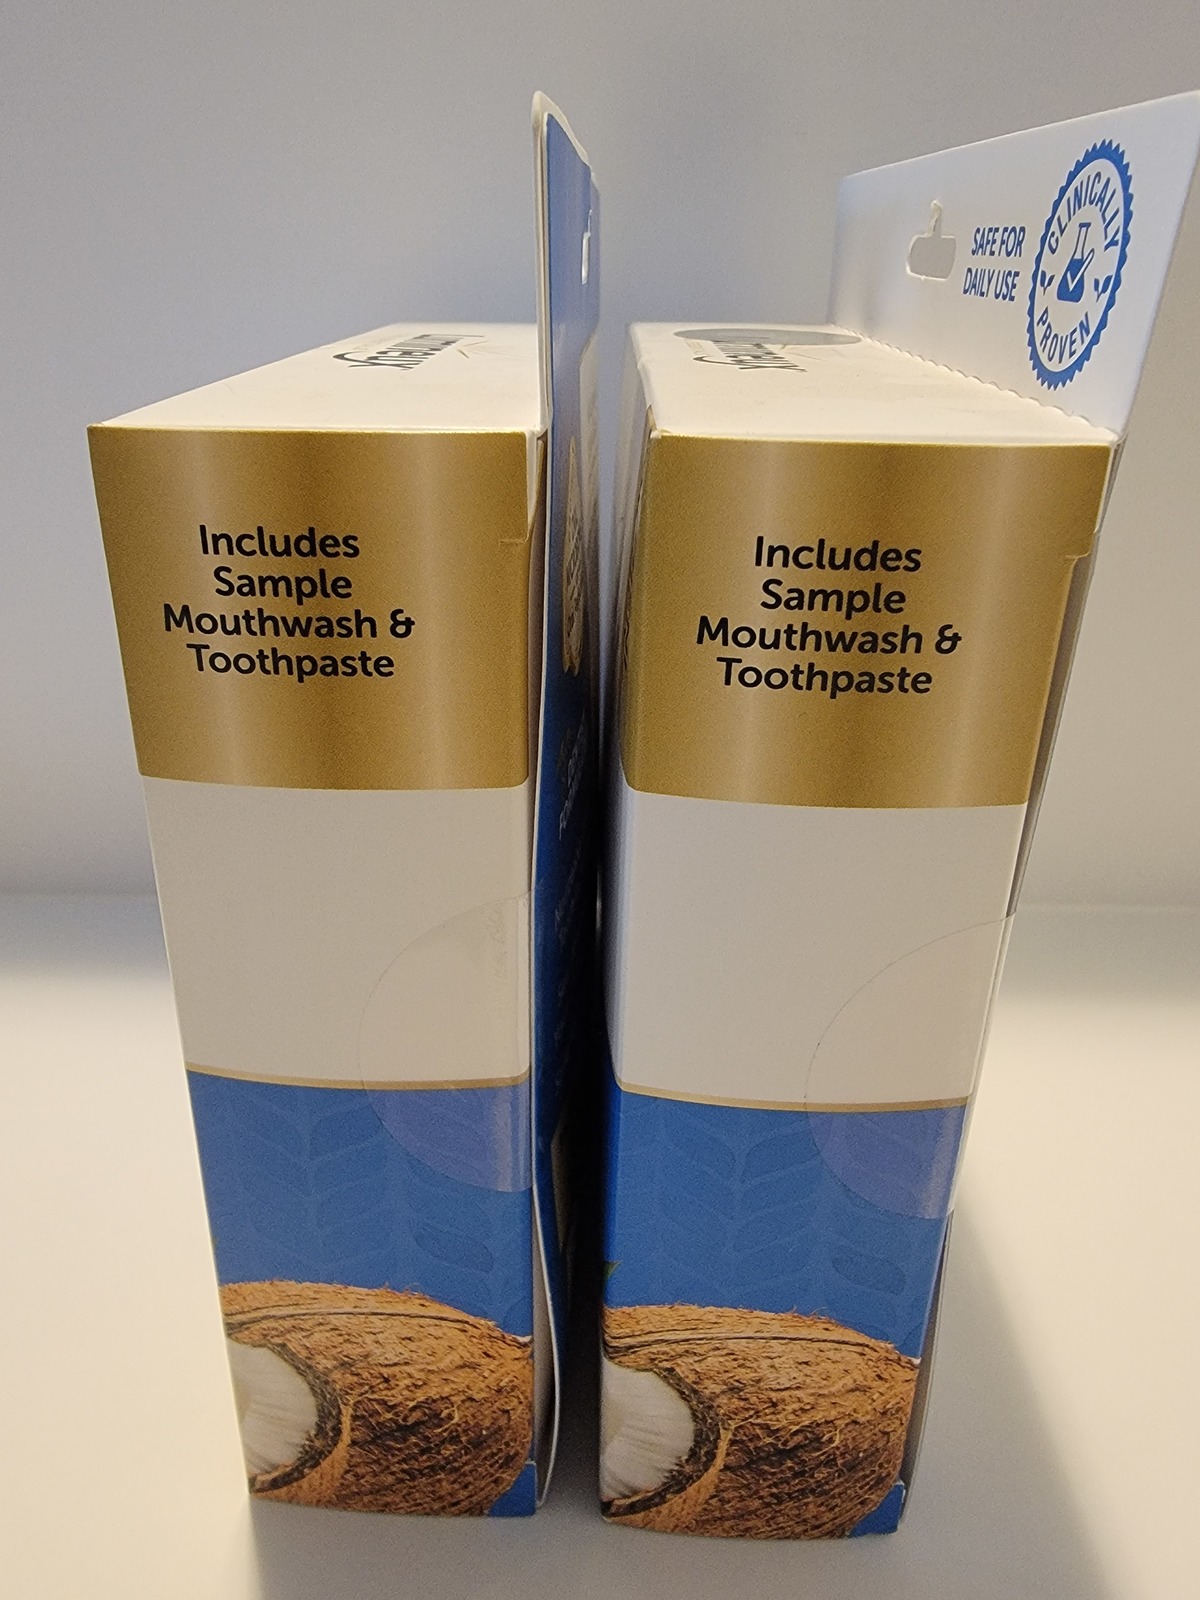 SAFE FOR
DAILY USE
CLINICALLY
PROVEN
Includes
Sample
Mouthwash &
Toothpaste
Includes
Sample
Mouthwash &
Toothpaste